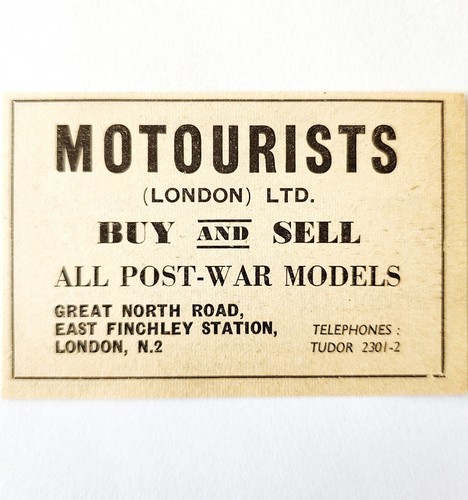 MOTOURISTS
(LONDON) LTD.
BUY AND SELL
ALL POST-WAR MODELS
GREAT NORTH ROAD,
EAST FINCHLEY STATION,
LONDON, N.2
TELEPHONES :
TUDOR 2301-2